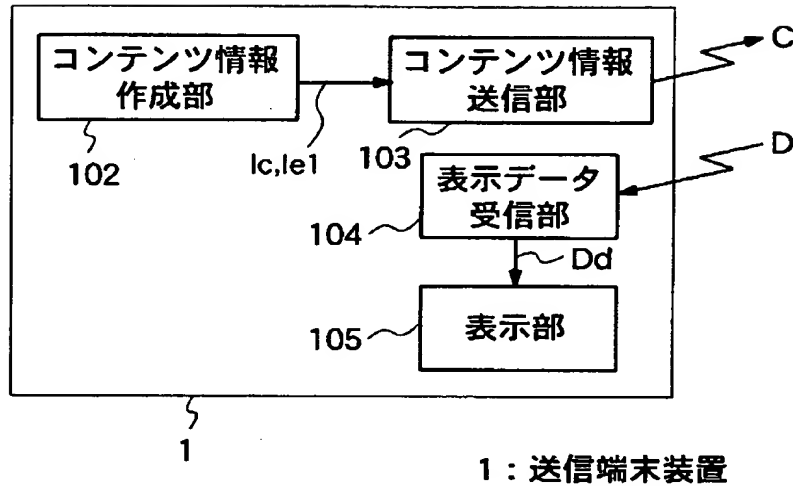 コンテンツ情報
作成部
コンテンツ情報
送信部
C
102
Ic,Ie1
103
D
表示データ
受信部
104
Dd
表示部
105
1
1：送信端末装置